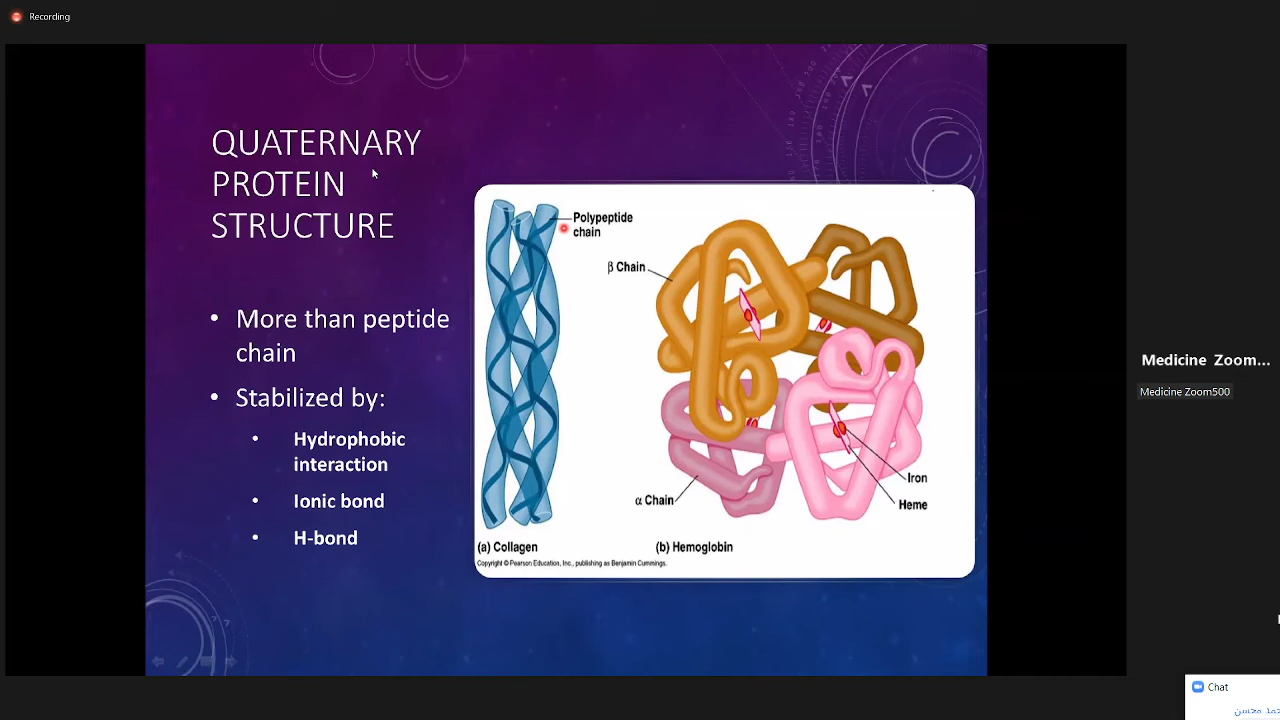 Recording
QUATERNARY
PROTEIN
STRUCTURE
• More than peptide
chain
• Stabilized by:
• Hydrophobic
interaction
• Ionic bond
• H-bond
Polypeptide
chain
β Chain
α Chain
Iron
Heme
(a) Collagen
(b) Hemoglobin
Copyright © Pearson Education, Inc., publishing as Benjamin Cummings.
Medicine Zoom...
Medicine Zoom500
Chat
محسن